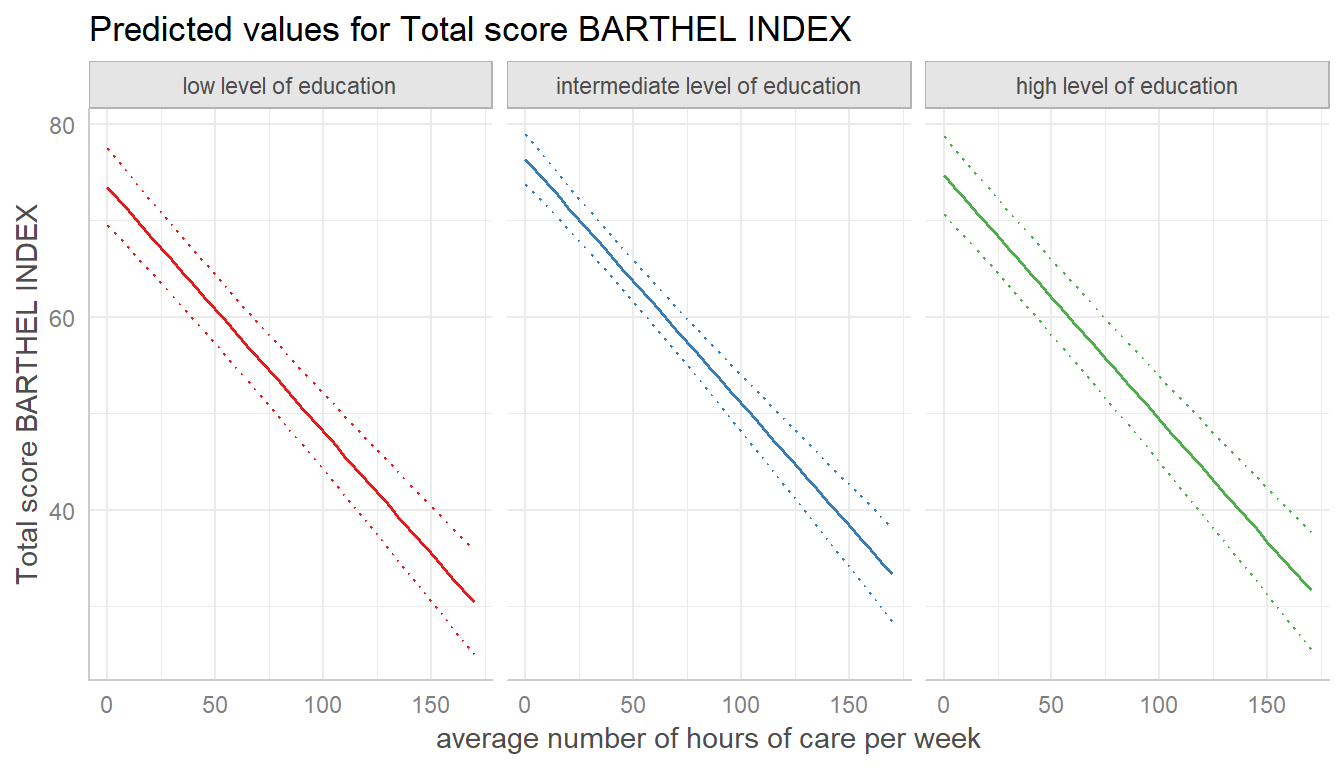 Predicted values for Total score BARTHEL INDEX
low level of education
intermediate level of education
high level of education
Total score BARTHEL INDEX
80
60
40
0 50 100 150
0 50 100 150
0 50 100 150
average number of hours of care per week